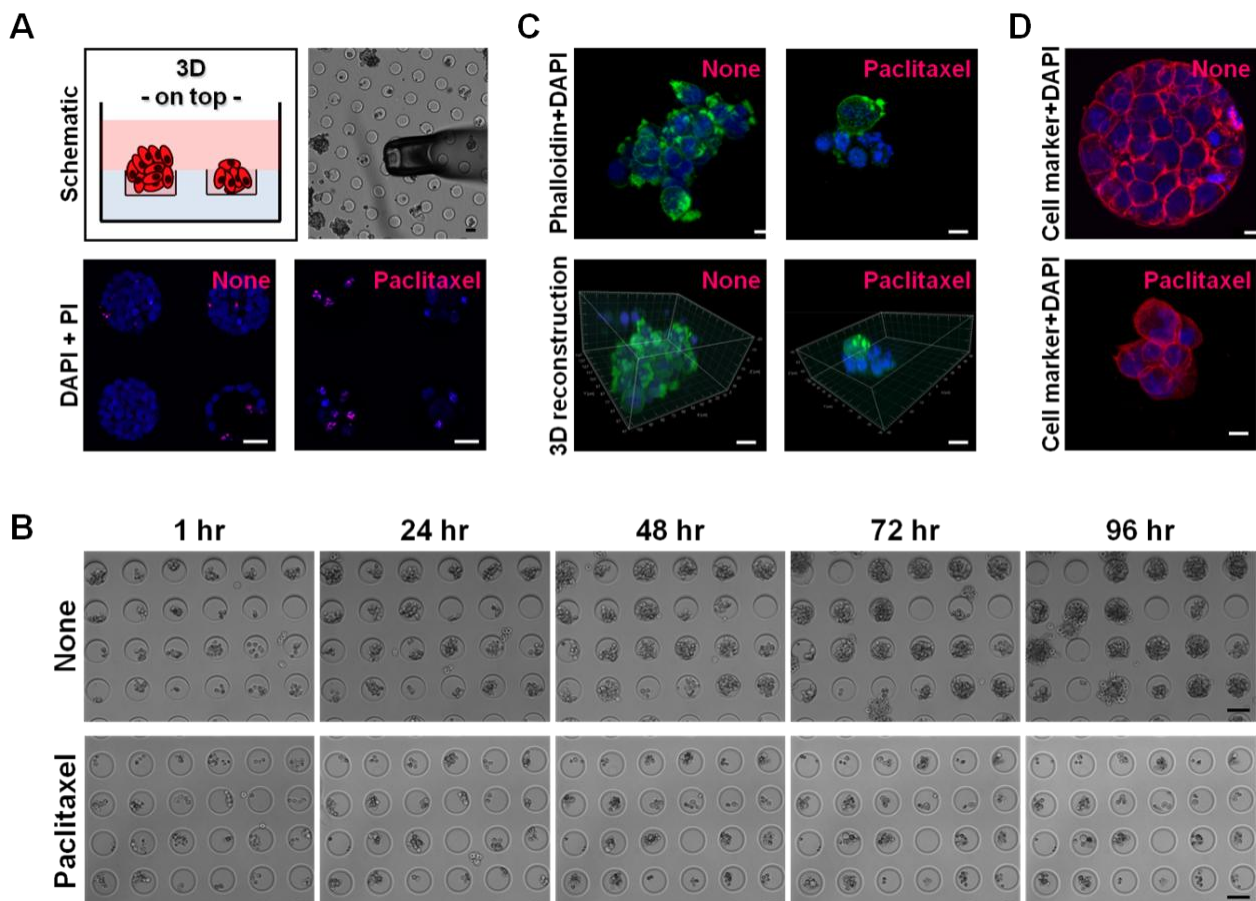 A
C
D
Schematic
3D
- on top -
Phalloidin+DAPI
None
Paclitaxel
Cell marker+DAPI
None
DAPI + PI
None
Paclitaxel
3D reconstruction
None
Paclitaxel
Cell marker+DAPI
Paclitaxel
B
1 hr
24 hr
48 hr
72 hr
96 hr
None
Paclitaxel